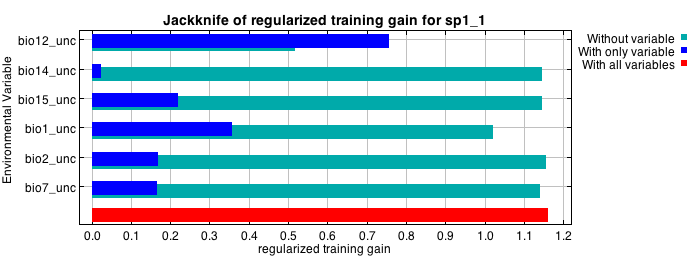 Jackknife of regularized training gain for sp1_1
Without variable
With only variable
With all variables
Environmental Variable
bio12_unc
bio14_unc
bio15_unc
bio1_unc
bio2_unc
bio7_unc
0.0 0.1 0.2 0.3 0.4 0.5 0.6 0.7 0.8 0.9 1.0 1.1 1.2
regularized training gain